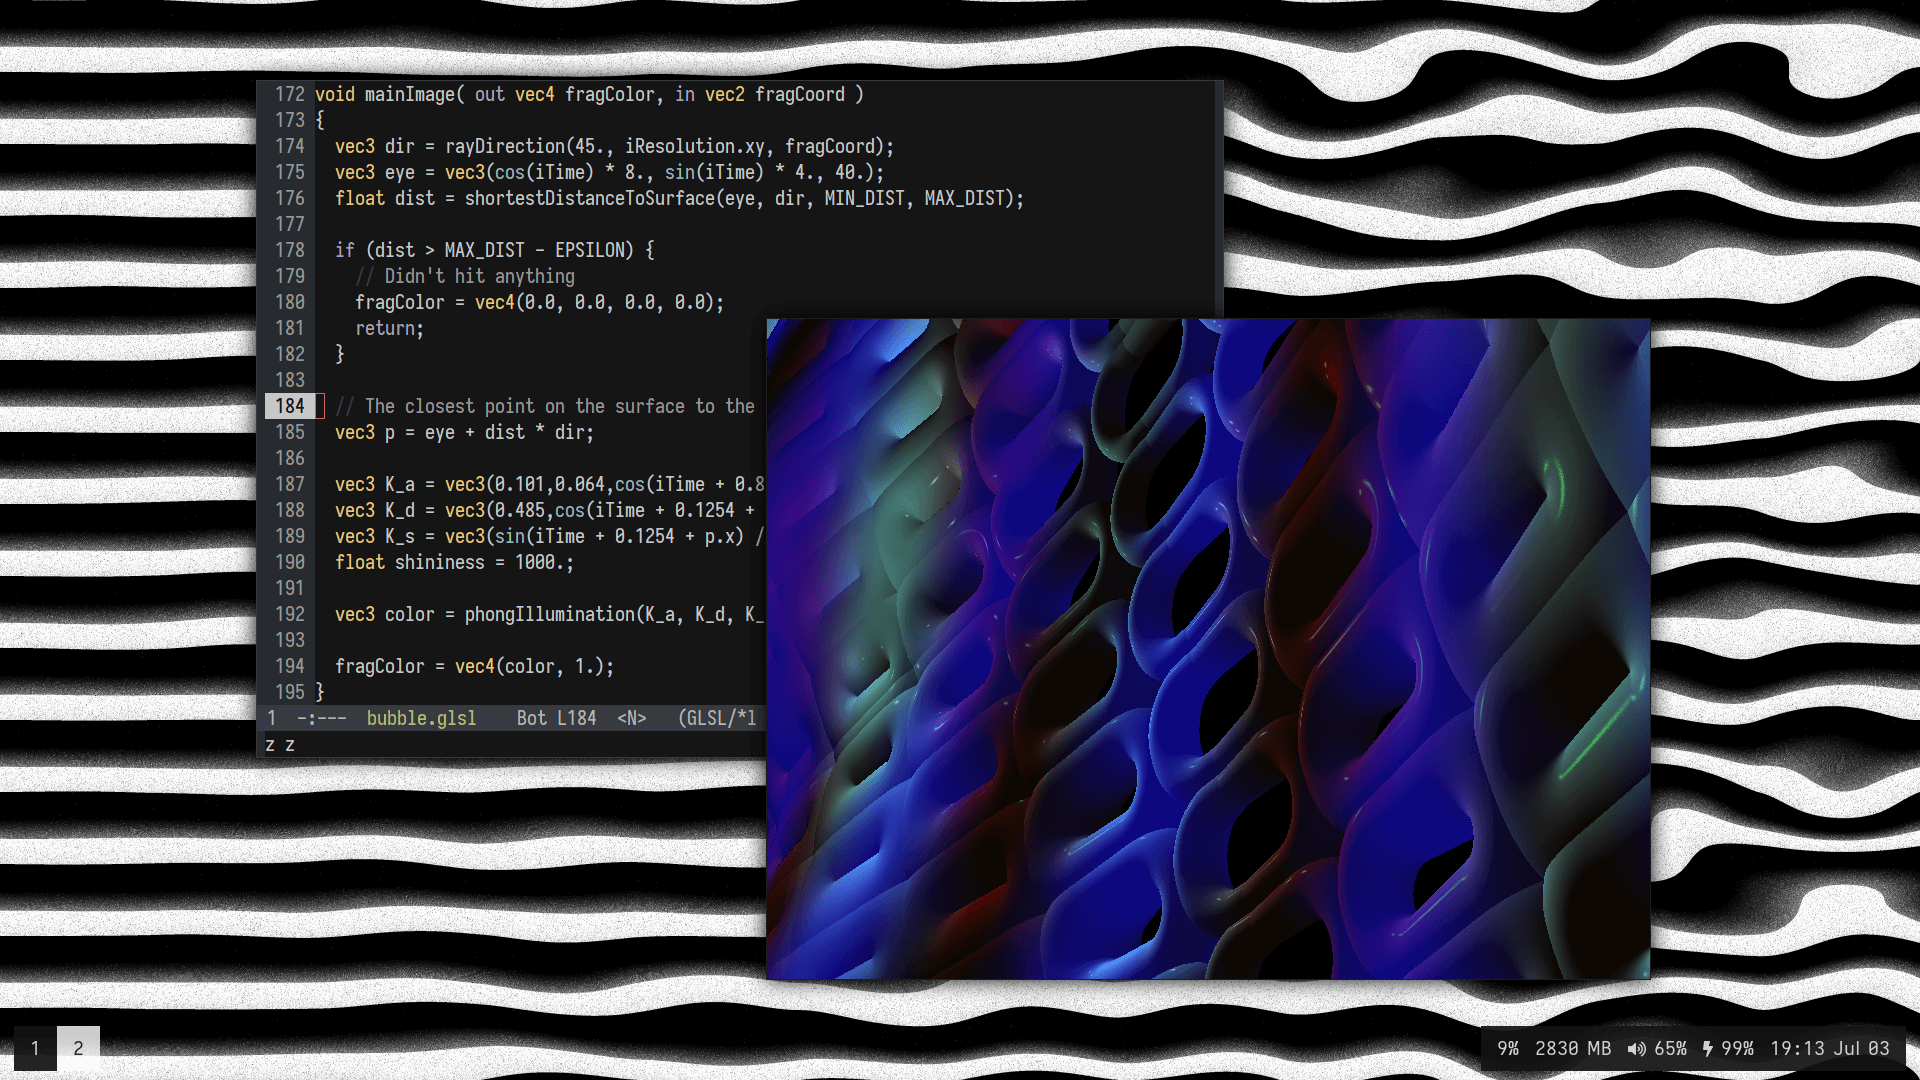 172 void mainImage( out vec4 fragColor, in vec2 fragCoord )
173 {
174   vec3 dir = rayDirection(45., iResolution.xy, fragCoord);
175   vec3 eye = vec3(cos(iTime) * 8., sin(iTime) * 4., 40.);
176   float dist = shortestDistanceToSurface(eye, dir, MIN_DIST, MAX_DIST);
177
178   if (dist > MAX_DIST - EPSILON) {
179     // Didn't hit anything
180     fragColor = vec4(0.0, 0.0, 0.0, 0.0);
181     return;
182   }
183
184   // The closest point on the surface to the
185   vec3 p = eye + dist * dir;
186
187   vec3 K_a = vec3(0.101,0.064,cos(iTime + 0.8
188   vec3 K_d = vec3(0.485,cos(iTime + 0.1254 +
189   vec3 K_s = vec3(sin(iTime + 0.1254 + p.x) /
190   float shininess = 1000.;
191
192   vec3 color = phongIllumination(K_a, K_d, K_
193
194   fragColor = vec4(color, 1.);
195 }
1 -:--- bubble.glsl Bot L184 <N> (GLSL/*l
z z
1 2
9% 2830 MB 65% 99% 19:13 Jul 03